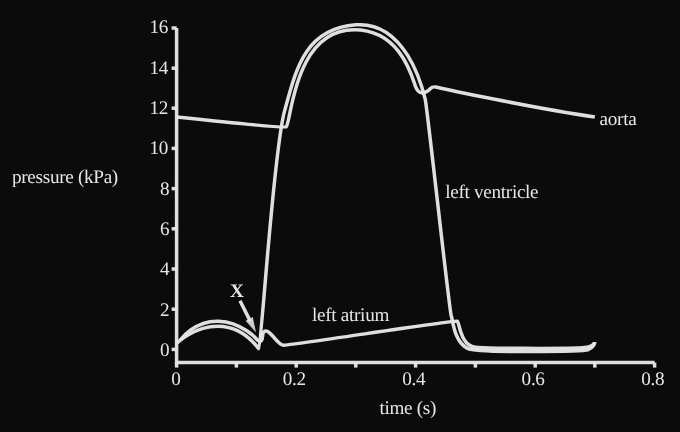 16
14
12
10
8
6
4
2
0
pressure (kPa)
aorta
left ventricle
X
left atrium
0
0.2
0.4
0.6
0.8
time (s)